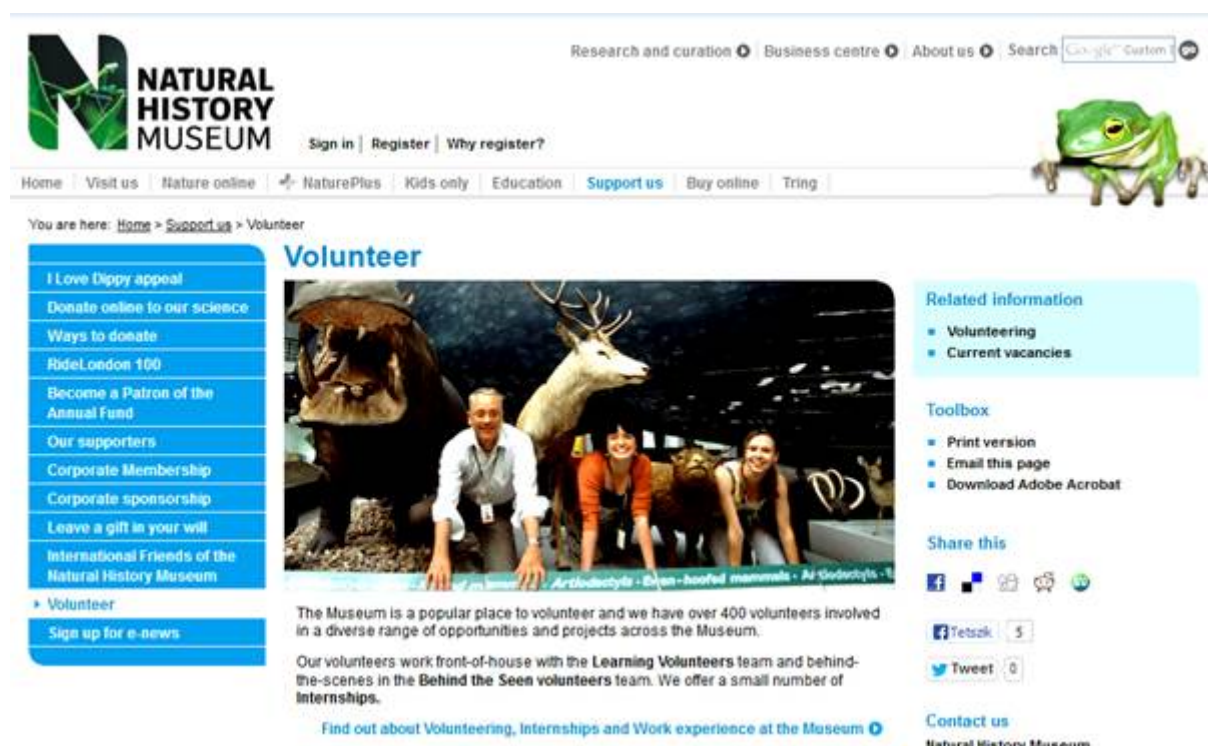 NATURAL
HISTORY
MUSEUM
Research and curation
Business centre
About us
Search
Google™ Custom
go
Sign in | Register | Why register?
Home
Visit us
Nature online
NaturePlus
Kids only
Education
Support us
Buy online
Tring
You are here: Home > Support us > Volunteer
I Love Dippy appeal
Donate online to our science
Ways to donate
RideLondon 100
Become a Patron of the
Annual Fund
Our supporters
Corporate Membership
Corporate sponsorship
Leave a gift in your will
International Friends of the
Natural History Museum
Volunteer
Sign up for e-news
Volunteer
Artiodactyls - Even-hoofed mammals - Artiodactyls -
The Museum is a popular place to volunteer and we have over 400 volunteers involved
in a diverse range of opportunities and projects across the Museum.
Our volunteers work front-of-house with the Learning Volunteers team and behind-
the-scenes in the Behind the Seen volunteers team. We offer a small number of
Internships.
Find out about Volunteering, Internships and Work experience at the Museum
Related information
Volunteering
Current vacancies
Toolbox
Print version
Email this page
Download Adobe Acrobat
Share this
Tetszik 5
Tweet 0
Contact us
Natural History Museum